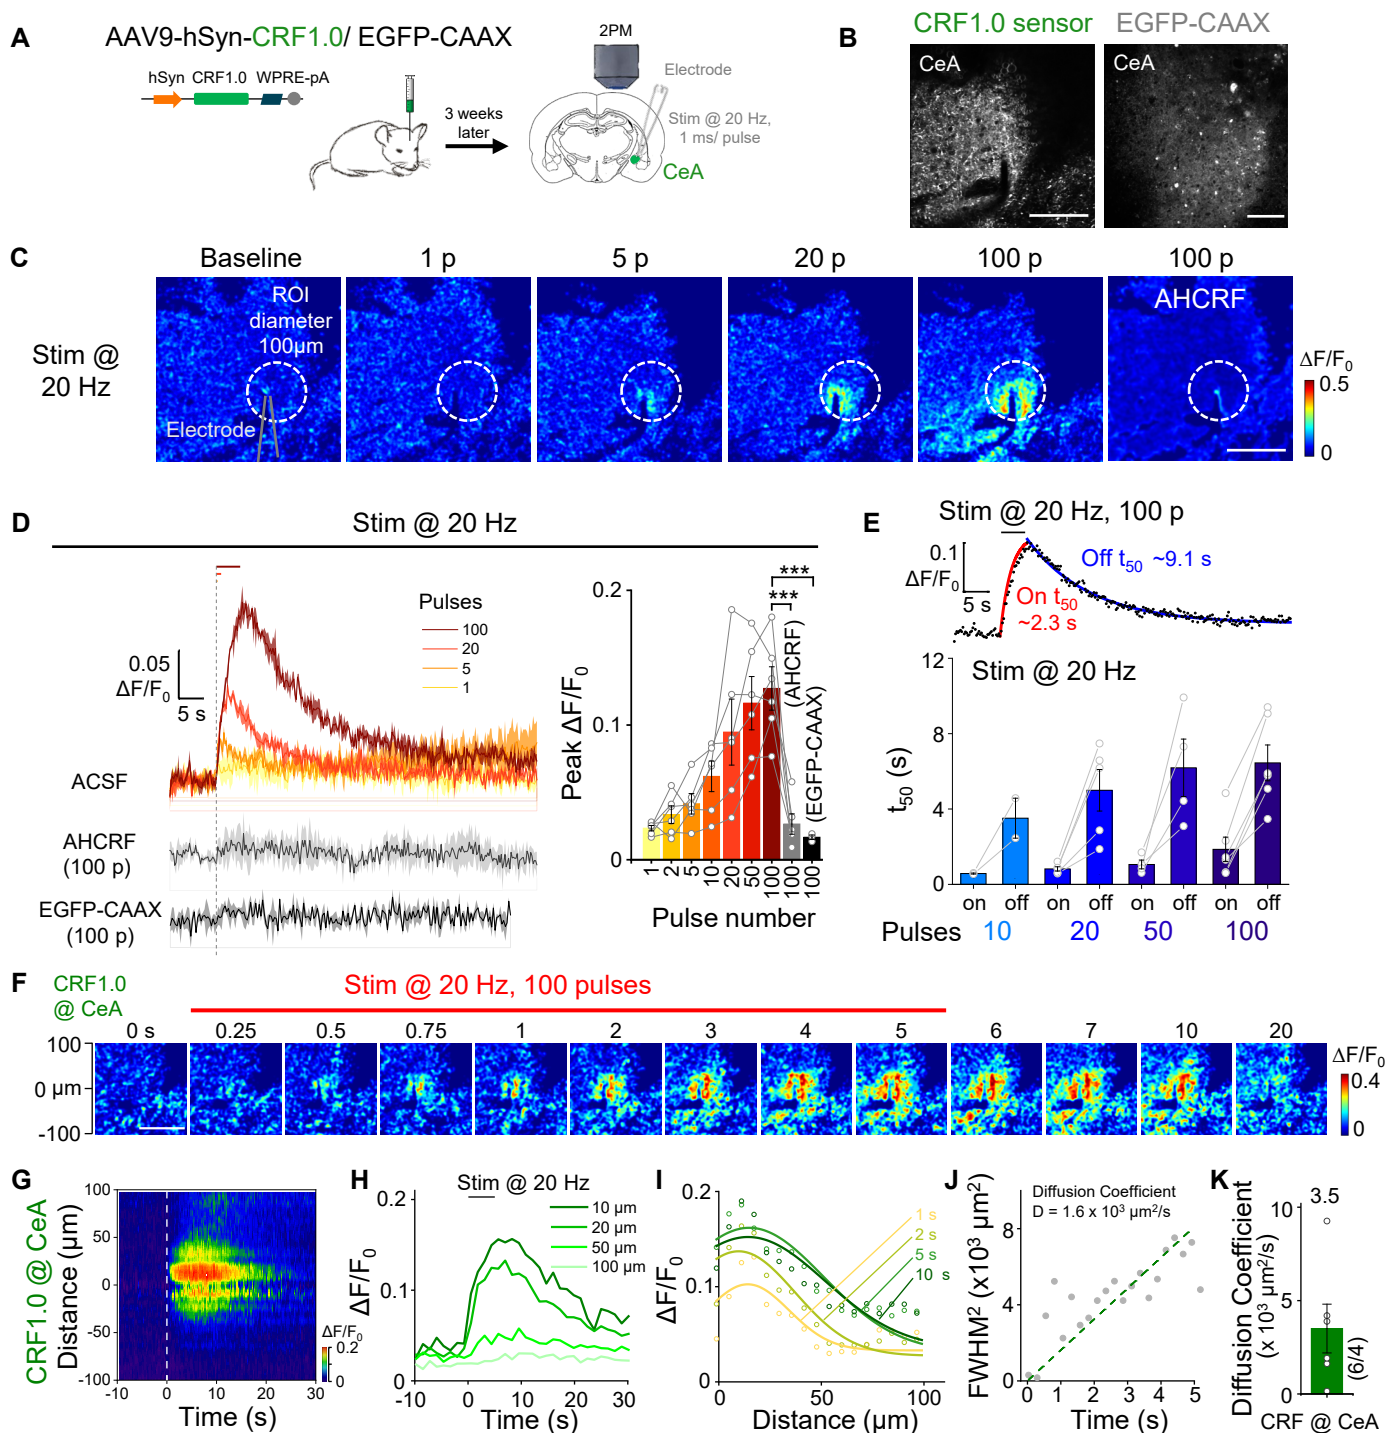 A
AAV9-hSyn-CRF1.0/ EGFP-CAAX
hSyn CRF1.0 WPRE-pA
3 weeks
later
2PM
Electrode
Stim @ 20 Hz,
1 ms/ pulse
CeA
B
CRF1.0 sensor
EGFP-CAAX
CeA
CeA
C
Baseline
1 p
5 p
20 p
100 p
100 p
Stim @
20 Hz
ROI
diameter
100μm
Electrode
AHCRF
ΔF/F0
0.5
0
D
Stim @ 20 Hz
Pulses
100
20
5
1
0.05
ΔF/F0
5 s
ACSF
AHCRF
(100 p)
EGFP-CAAX
(100 p)
Peak ΔF/F0
0.2
0.1
0
***
***
(AHCRF)
(EGFP-CAAX)
1
2
5
10
20
50
100
100
100
Pulse number
E
Stim @ 20 Hz, 100 p
0.1
ΔF/F0
5 s
Off t50 ~9.1 s
On t50
~2.3 s
Stim @ 20 Hz
t50 (s)
12
8
4
0
on off on off on off on off
Pulses 10 20 50 100
F
CRF1.0
@ CeA
Stim @ 20 Hz, 100 pulses
0 s 0.25 0.5 0.75 1 2 3 4 5 6 7 10 20
100
0 μm
-100
ΔF/F0
0.4
0
G
CRF1.0 @ CeA
Distance (μm)
100
50
0
-50
-100
-10 0 10 20 30
Time (s)
ΔF/F0
0.2
0
H
Stim @ 20 Hz
10 μm
20 μm
50 μm
100 μm
ΔF/F0
0.2
0.1
0
-10 0 10 20 30
Time (s)
I
ΔF/F0
0.2
0.1
0
1 s
2 s
5 s
10 s
0 50 100
Distance (μm)
J
Diffusion Coefficient
D = 1.6 x 10³ μm²/s
FWHM² (x10³ μm²)
8
4
0
0 1 2 3 4 5
Time (s)
K
Diffusion Coefficient
(x 10³ μm²/s)
3.5
10
5
0
(6/4)
CRF @ CeA